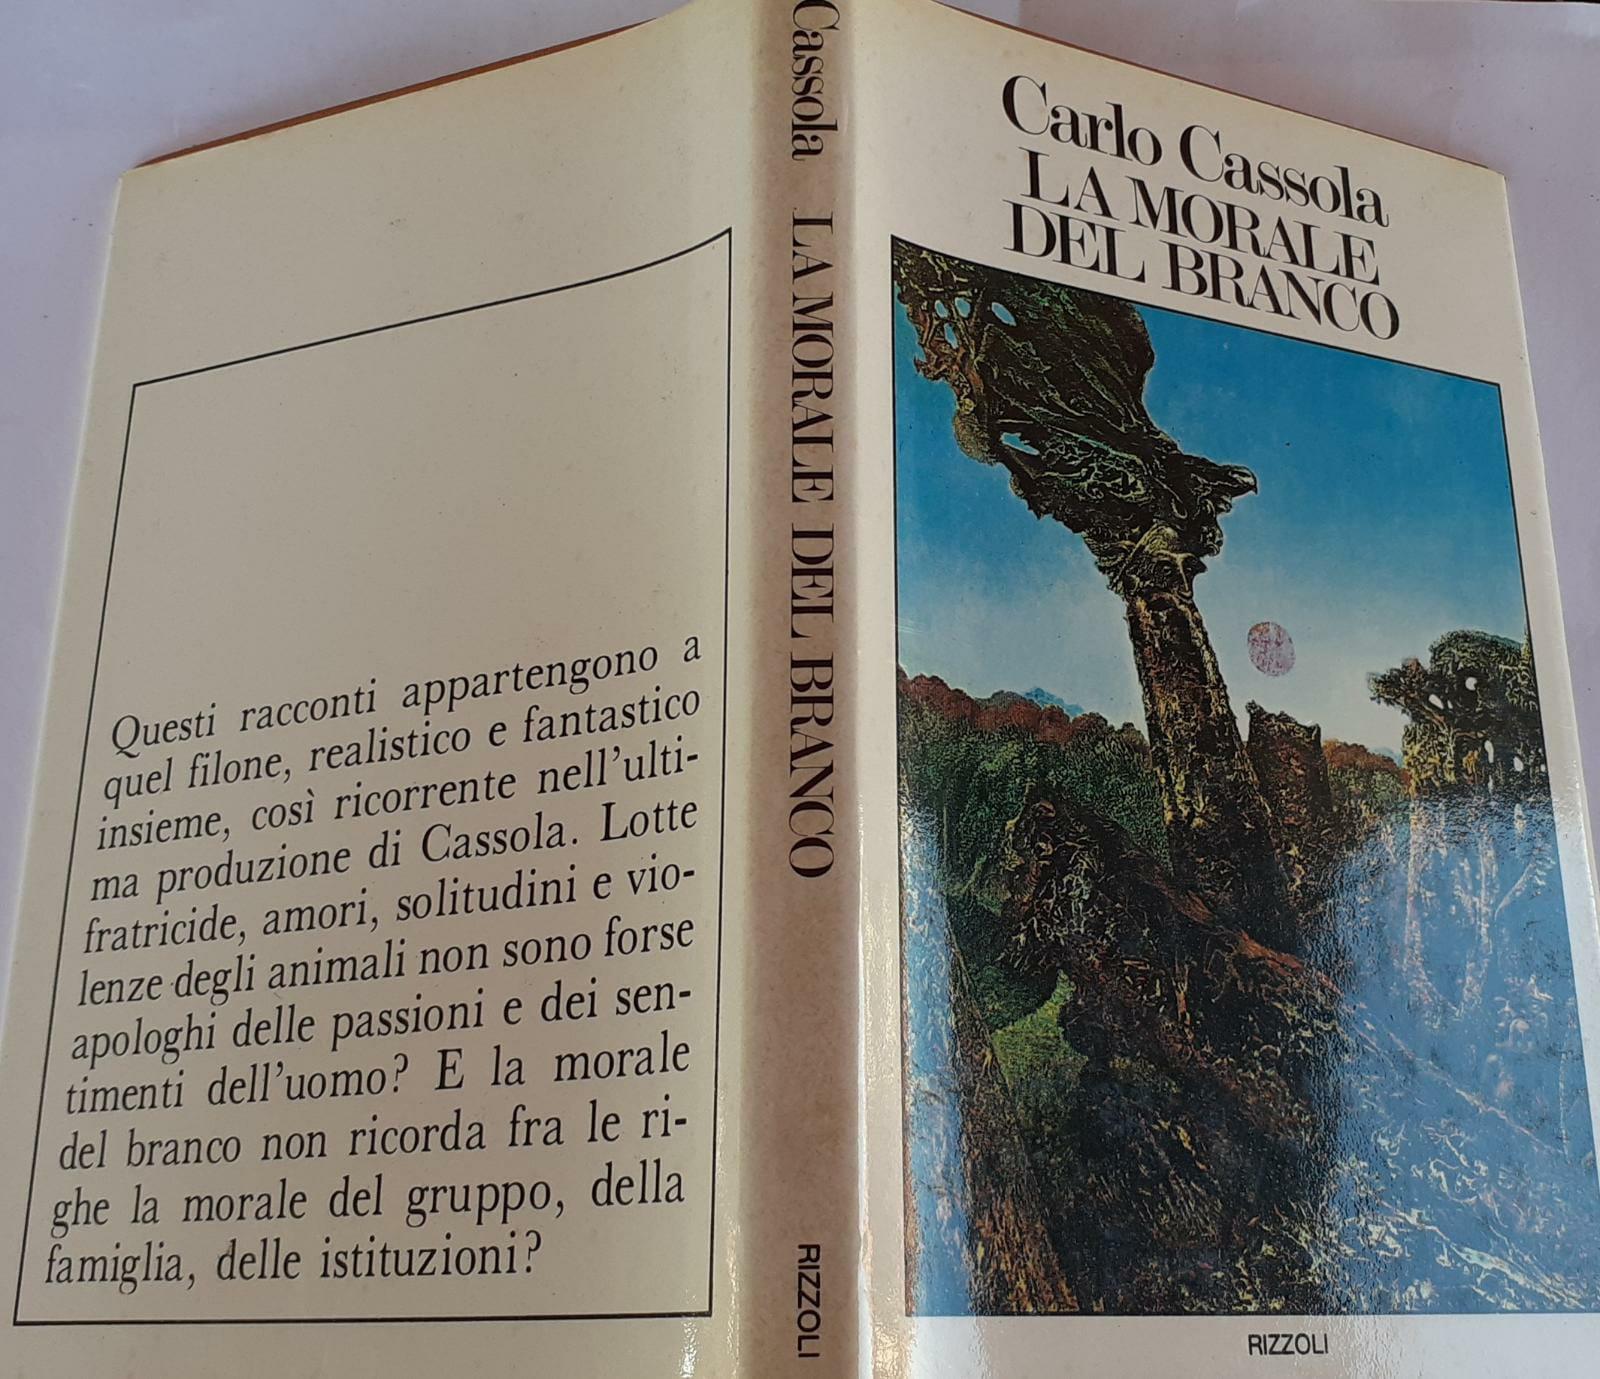 Questi racconti appartengono a
quel filone, realistico e fantastico
insieme, così ricorrente nell'ulti-
ma produzione di Cassola. Lotte
fratricide, amori, solitudini e vio-
lenze degli animali non sono forse
apologhi delle passioni e dei sen-
timenti dell'uomo? E la morale
del branco non ricorda fra le ri-
ghe la morale del gruppo, della
famiglia, delle istituzioni?
Cassola LA MORALE DEL BRANCO RIZZOLI
Carlo Cassola
LA MORALE
DEL BRANCO
RIZZOLI